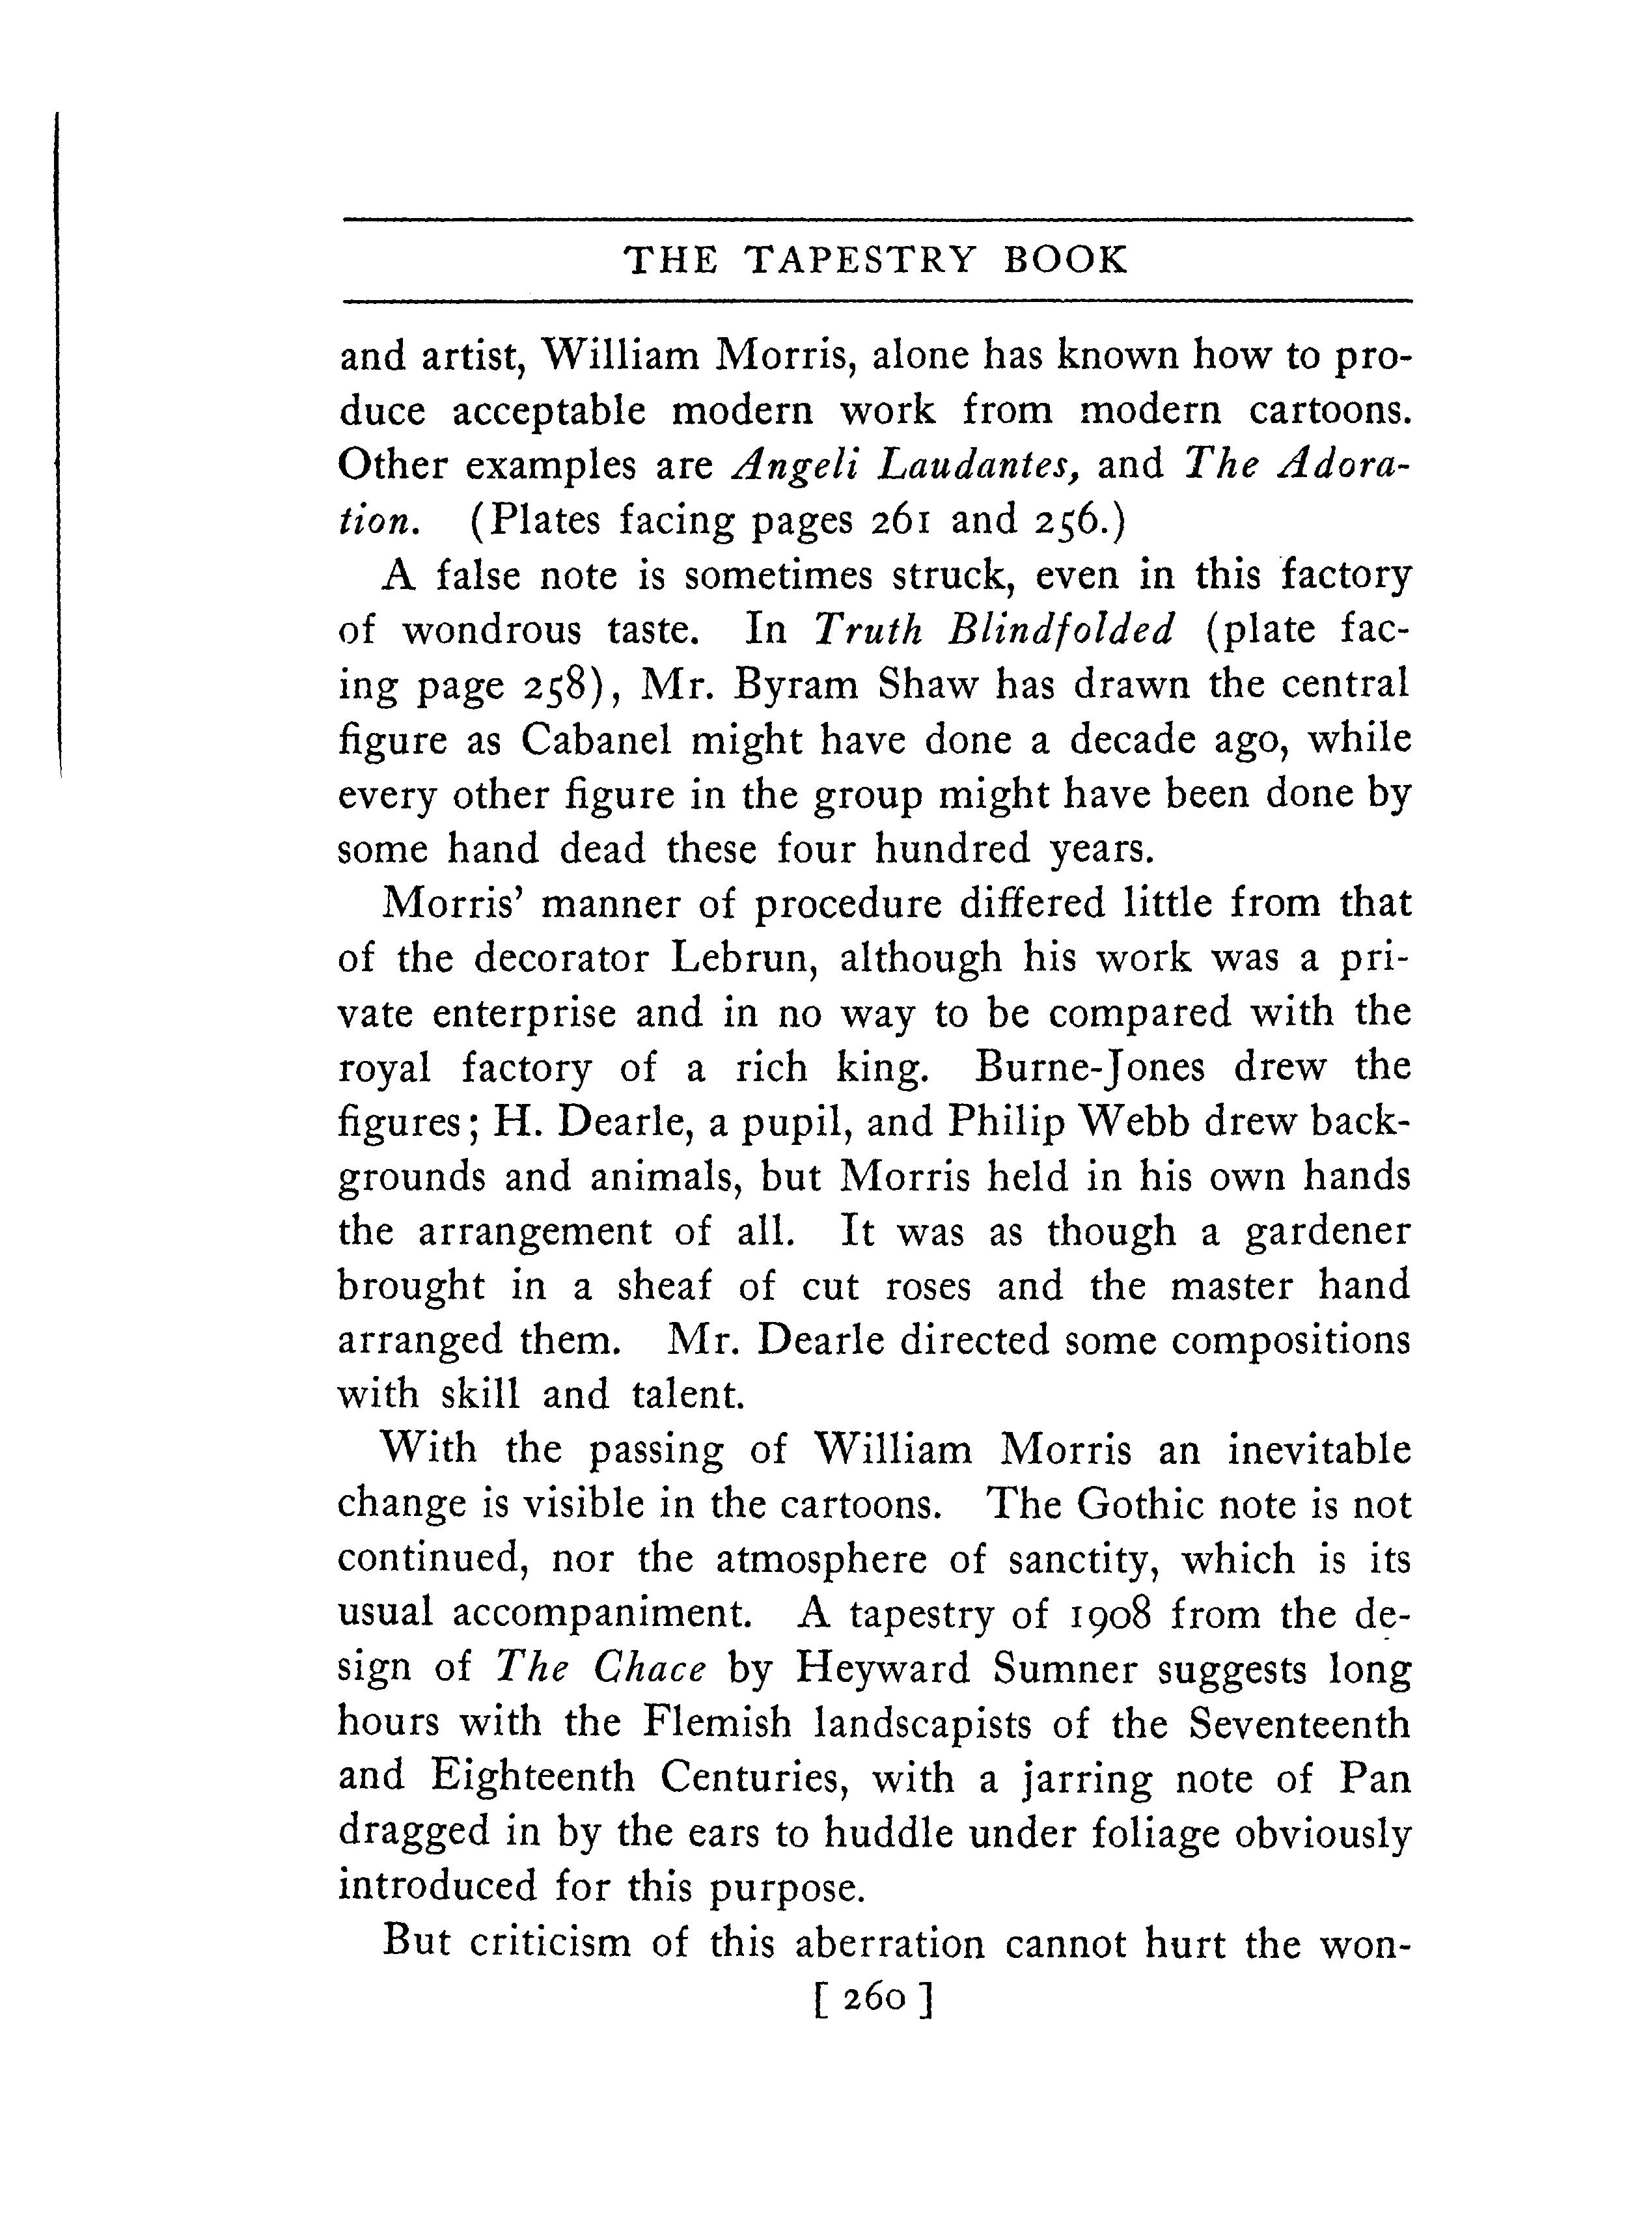 THE TAPESTRY BOOK
and artist, William Morris, alone has known how to pro-
duce acceptable modern work from modern cartoons.
Other examples are Angeli Laudantes, and The Adora-
tion. (Plates facing pages 261 and 256.)
A false note is sometimes struck, even in this factory
of wondrous taste. In Truth Blindfolded (plate fac-
ing page 258), Mr. Byram Shaw has drawn the central
figure as Cabanel might have done a decade ago, while
every other figure in the group might have been done by
some hand dead these four hundred years.
Morris' manner of procedure differed little from that
of the decorator Lebrun, although his work was a pri-
vate enterprise and in no way to be compared with the
royal factory of a rich king. Burne-Jones drew the
figures; H. Dearle, a pupil, and Philip Webb drew back-
grounds and animals, but Morris held in his own hands
the arrangement of all. It was as though a gardener
brought in a sheaf of cut roses and the master hand
arranged them. Mr. Dearle directed some compositions
with skill and talent.
With the passing of William Morris an inevitable
change is visible in the cartoons. The Gothic note is not
continued, nor the atmosphere of sanctity, which is its
usual accompaniment. A tapestry of 1908 from the de-
sign of The Chace by Heyward Sumner suggests long
hours with the Flemish landscapists of the Seventeenth
and Eighteenth Centuries, with a jarring note of Pan
dragged in by the ears to huddle under foliage obviously
introduced for this purpose.
But criticism of this aberration cannot hurt the won-
[ 260 ]